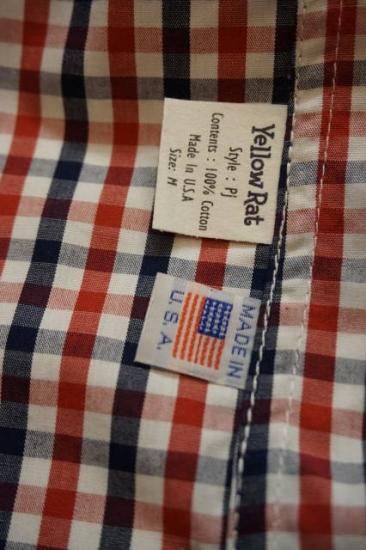 Yellow Rat
Style : PJ
Contents : 100% Cotton
Made In U.S.A
Size: M
MADE IN
U.S.A.